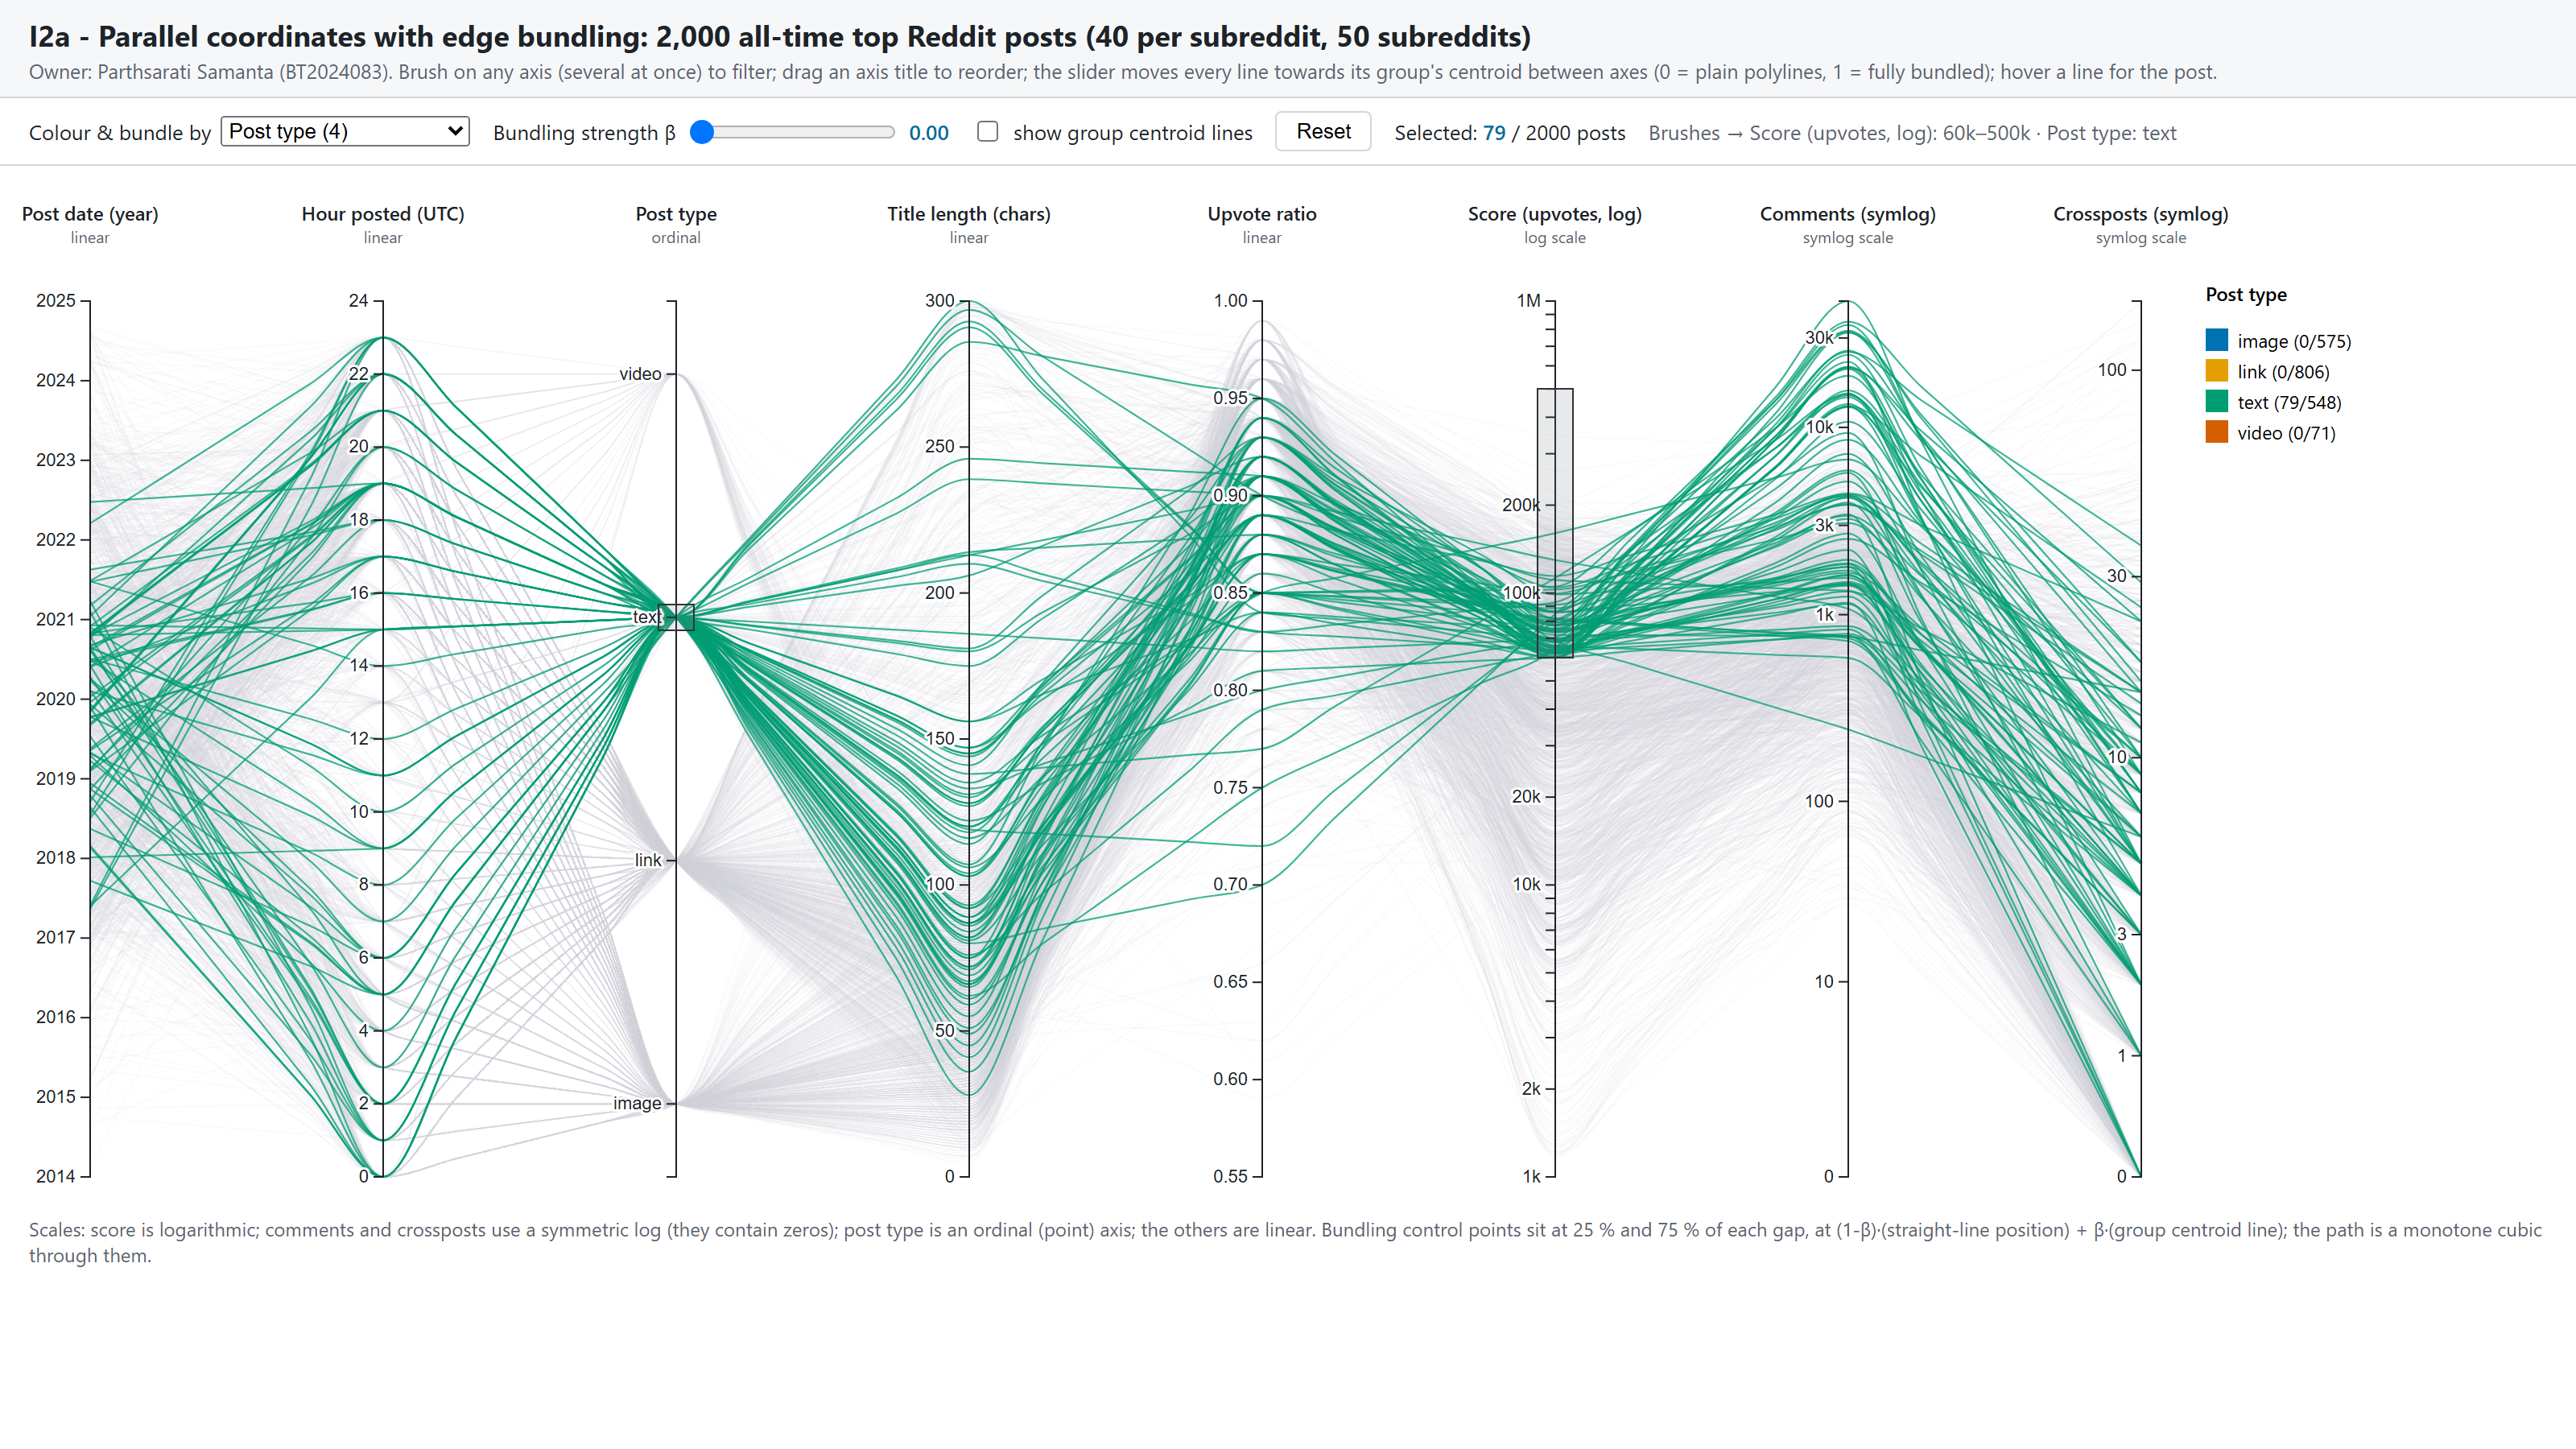 I2a - Parallel coordinates with edge bundling: 2,000 all-time top Reddit posts (40 per subreddit, 50 subreddits)
Owner: Parthsarati Samanta (BT2024083). Brush on any axis (several at once) to filter; drag an axis title to reorder; the slider moves every line towards its group's centroid between axes (0 = plain polylines, 1 = fully bundled); hover a line for the post.
Colour & bundle by Post type (4) Bundling strength β 0.00 show group centroid lines Reset Selected: 79 / 2000 posts Brushes → Score (upvotes, log): 60k–500k · Post type: text
Post date (year) Hour posted (UTC) Post type Title length (chars) Upvote ratio Score (upvotes, log) Comments (symlog) Crossposts (symlog)
linear linear ordinal linear linear log scale symlog scale symlog scale
2025
2024
2023
2022
2021
2020
2019
2018
2017
2016
2015
2014
24
22
20
18
16
14
12
10
8
6
4
2
0
video
text
link
image
300
250
200
150
100
50
0
1.00
0.95
0.90
0.85
0.80
0.75
0.70
0.65
0.60
0.55
1M
200k
100k
20k
10k
2k
1k
30k
10k
3k
1k
100
10
0
100
30
10
3
1
0
Post type
image (0/575)
link (0/806)
text (79/548)
video (0/71)
Scales: score is logarithmic; comments and crossposts use a symmetric log (they contain zeros); post type is an ordinal (point) axis; the others are linear. Bundling control points sit at 25 % and 75 % of each gap, at (1-β)·(straight-line position) + β·(group centroid line); the path is a monotone cubic
through them.